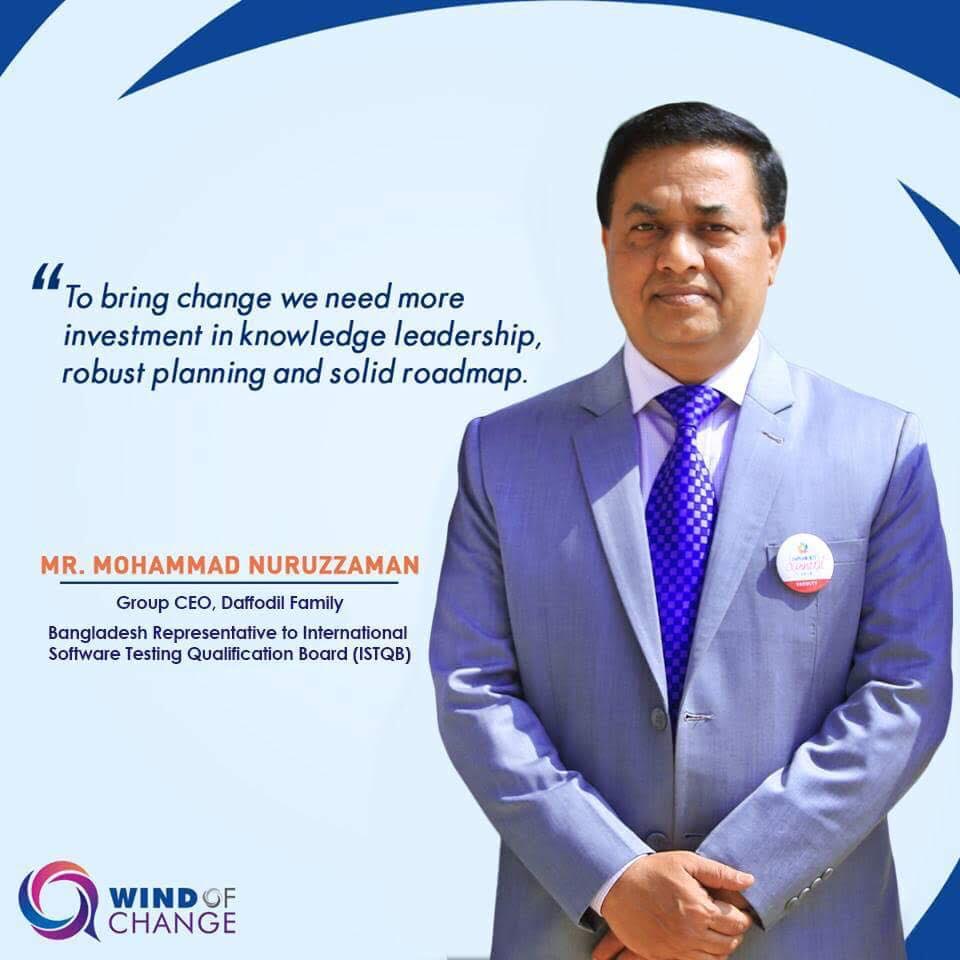 “To bring change we need more
investment in knowledge leadership,
robust planning and solid roadmap.
MR. MOHAMMAD NURUZZAMAN
Group CEO, Daffodil Family
Bangladesh Representative to International
Software Testing Qualification Board (ISTQB)
WIND OF
CHANGE